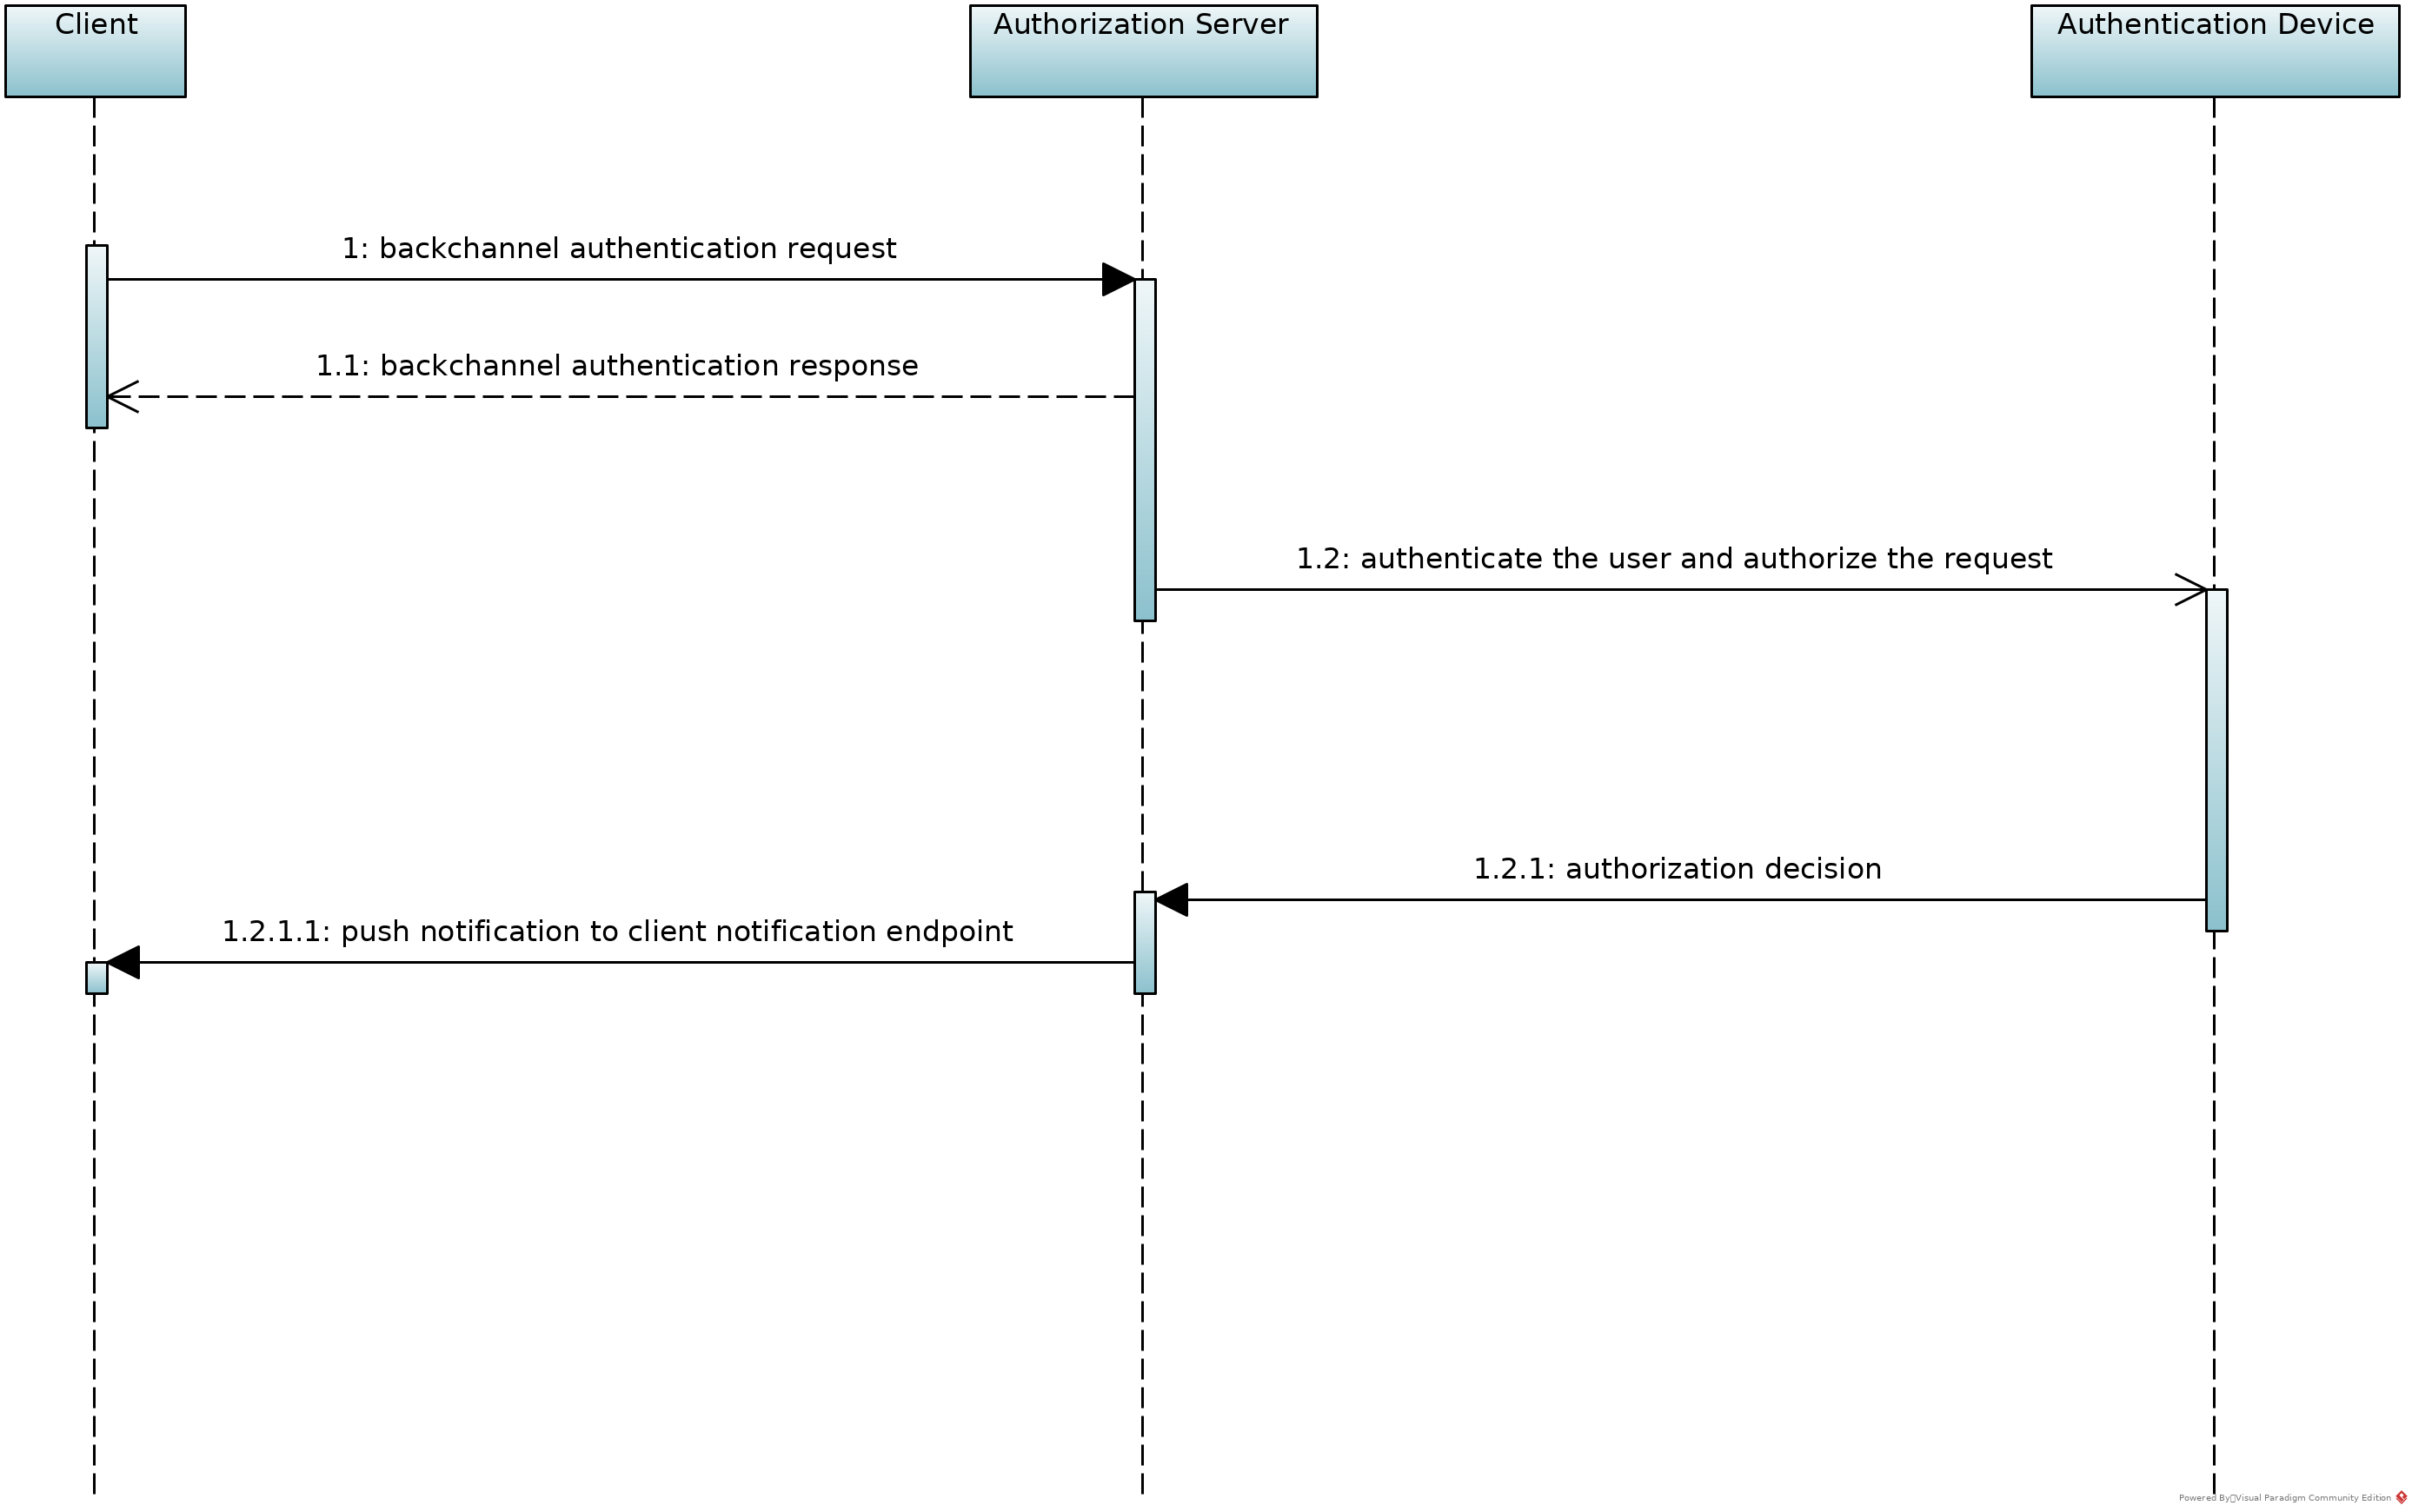 Client
Authorization Server
Authentication Device
1: backchannel authentication request
1.1: backchannel authentication response
1.2: authenticate the user and authorize the request
1.2.1: authorization decision
1.2.1.1: push notification to client notification endpoint
Powered By Visual Paradigm Community Edition